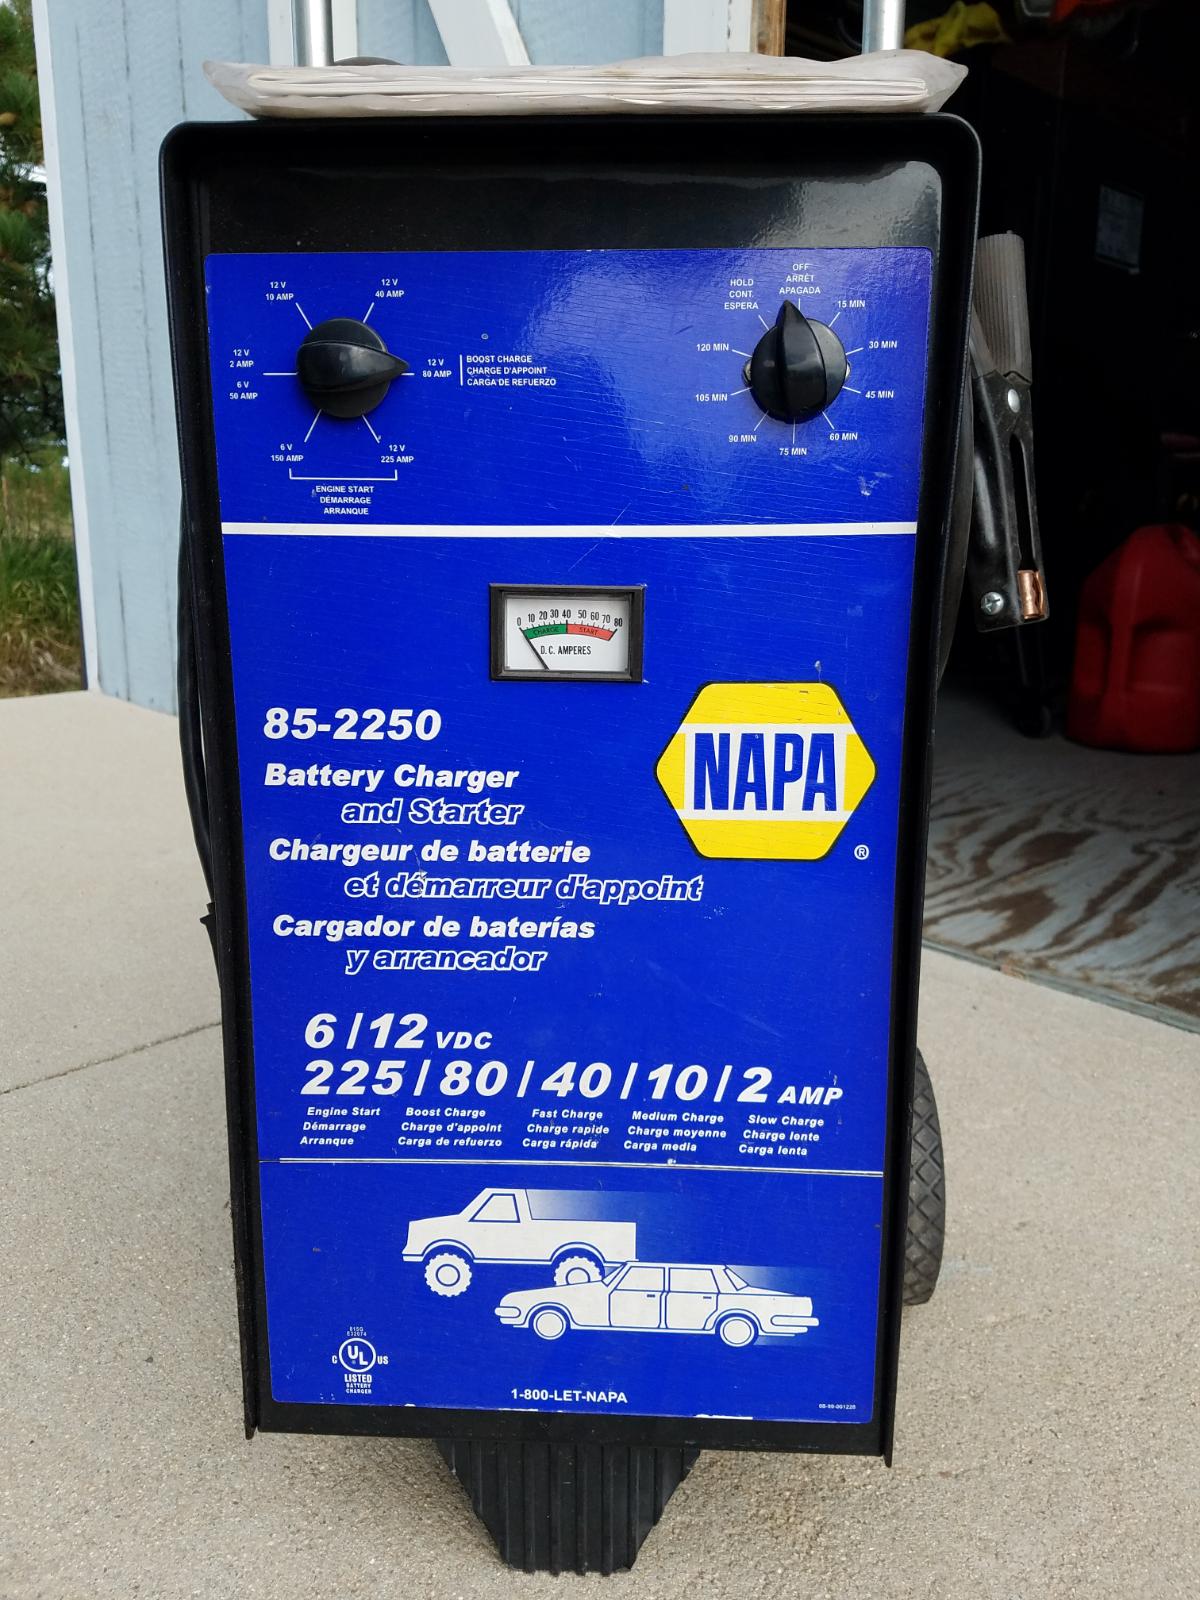 12 V
10 AMP
12 V
40 AMP
12 V
2 AMP
6 V
50 AMP
12 V
80 AMP
BOOST CHARGE
CHARGE D'APPOINT
CARGA DE REFUERZO
6 V
150 AMP
12 V
225 AMP
ENGINE START
DÉMARRAGE
ARRANQUE
OFF
ARRÊT
APAGADA
HOLD
CONT.
ESPERA
15 MIN
120 MIN
30 MIN
105 MIN
45 MIN
90 MIN
60 MIN
75 MIN
0 10 20 30 40 50 60 70 80
CHARGE START
D.C. AMPERES
85-2250
NAPA
®
Battery Charger
and Starter
Chargeur de batterie
et démarreur d'appoint
Cargador de baterías
y arrancador
6 / 12 VDC
225 / 80 / 40 / 10 / 2 AMP
Engine Start Boost Charge Fast Charge Medium Charge Slow Charge
Démarrage Charge d'appoint Charge rapide Charge moyenne Charge lente
Arranque Carga de refuerzo Carga rápida Carga media Carga lenta
C UL US
LISTED
BATTERY
CHARGER
1-800-LET-NAPA